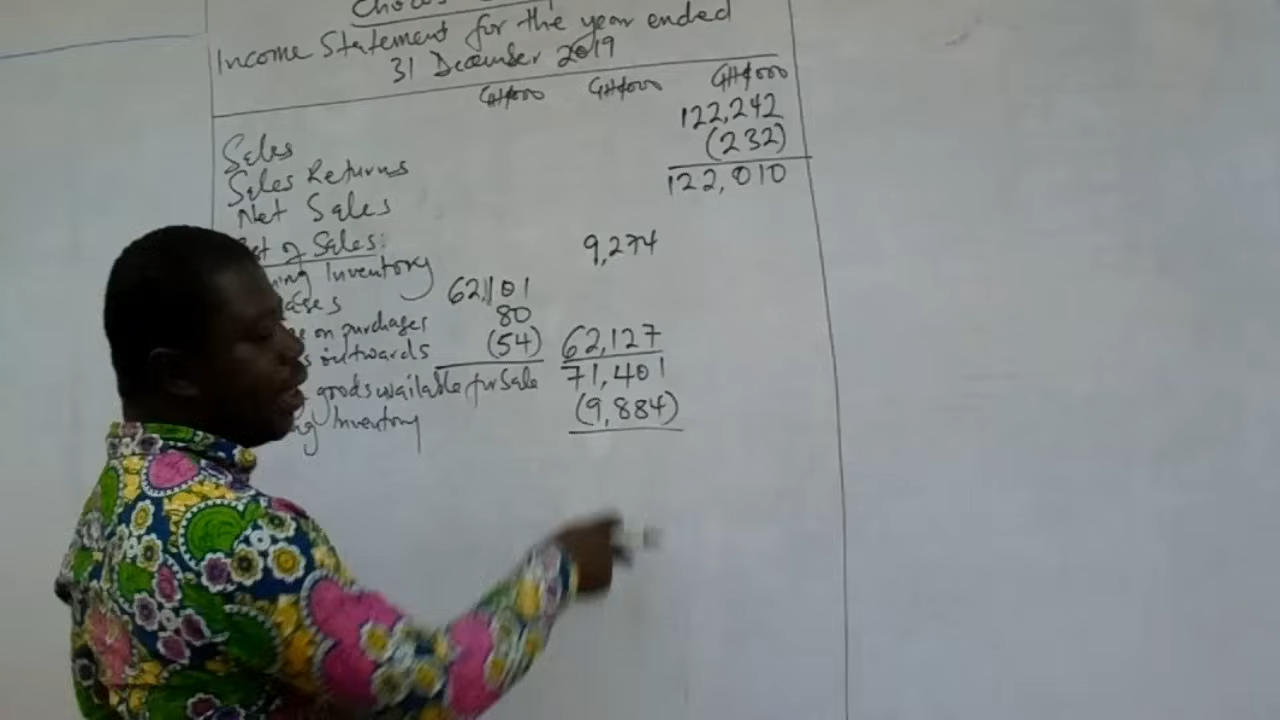 Income Statement for the year ended
31 December 2019
GH¢000 GH¢000 GH¢000
Sales 122,242
Sales Returns (232)
Net Sales 122,010
of Sales:
Inventory 9,274
62,101
on purchases 80
outwards (54) 62,127
goods available for Sale 71,401
Inventory (9,884)